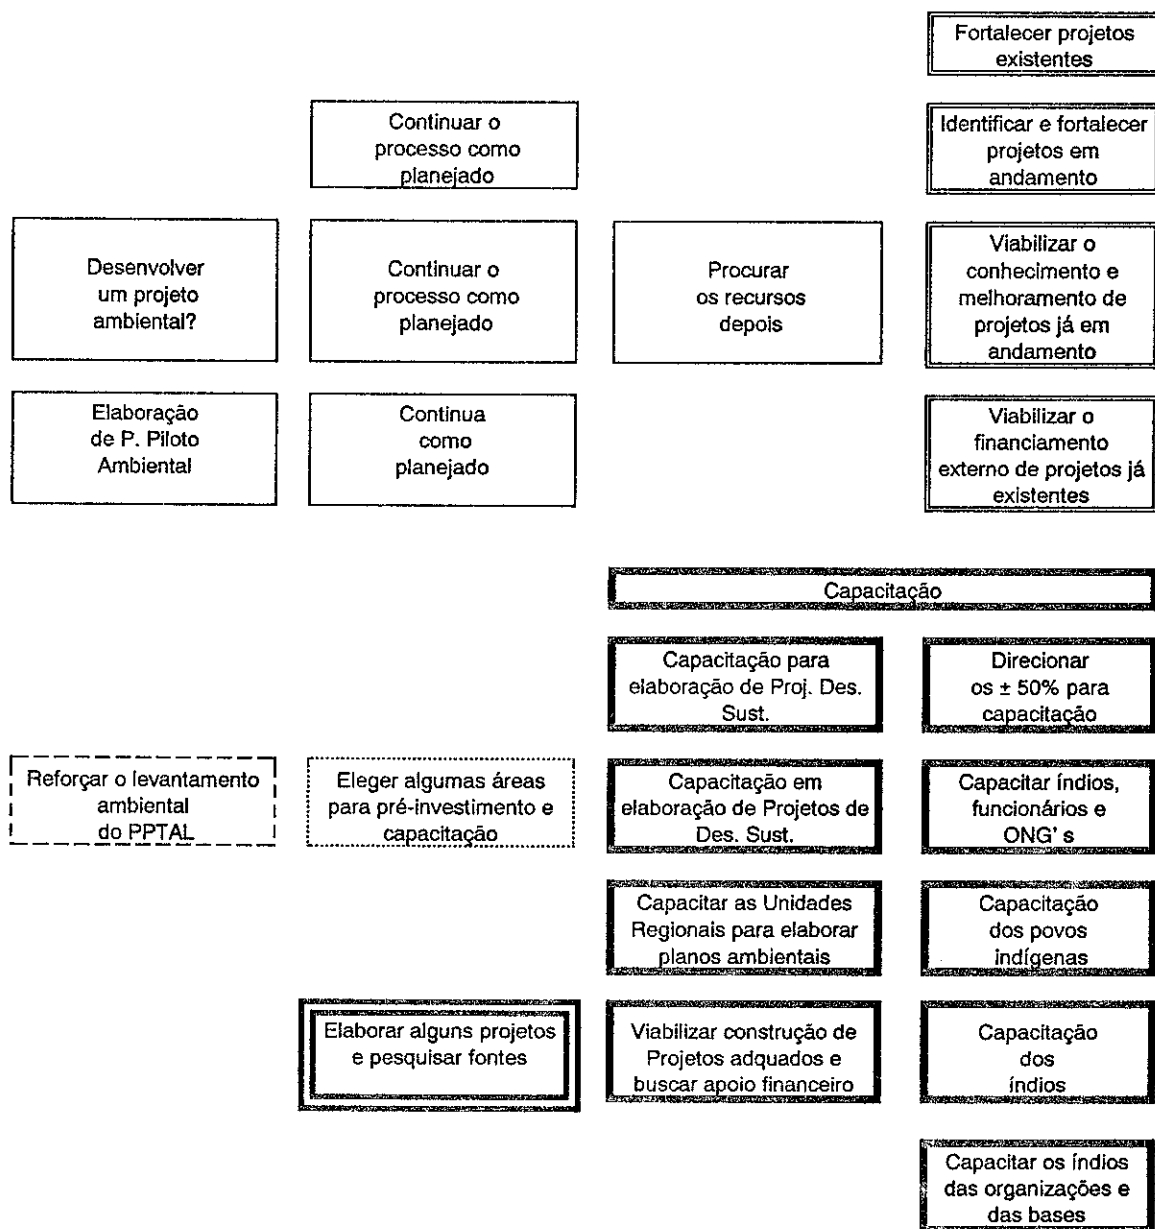 Fortalecer projetos
existentes
Continuar o
processo como
planejado
Identificar e fortalecer
projetos em
andamento
Desenvolver
um projeto
ambiental?
Continuar o
processo como
planejado
Procurar
os recursos
depois
Viabilizar o
conhecimento e
melhoramento de
projetos já em
andamento
Elaboração
de P. Piloto
Ambiental
Continua
como
planejado
Viabilizar o
financiamento
externo de projetos já
existentes
Capacitação
Capacitação para
elaboração de Proj. Des.
Sust.
Direcionar
os ± 50% para
capacitação
Reforçar o levantamento
ambiental
do PPTAL
Eleger algumas áreas
para pré-investimento e
capacitação
Capacitação em
elaboração de Projetos de
Des. Sust.
Capacitar índios,
funcionários e
ONG' s
Capacitar as Unidades
Regionais para elaborar
planos ambientais
Capacitação
dos povos
indígenas
Elaborar alguns projetos
e pesquisar fontes
Viabilizar construção de
Projetos adquados e
buscar apoio financeiro
Capacitação
dos
índios
Capacitar os índios
das organizações e
das bases